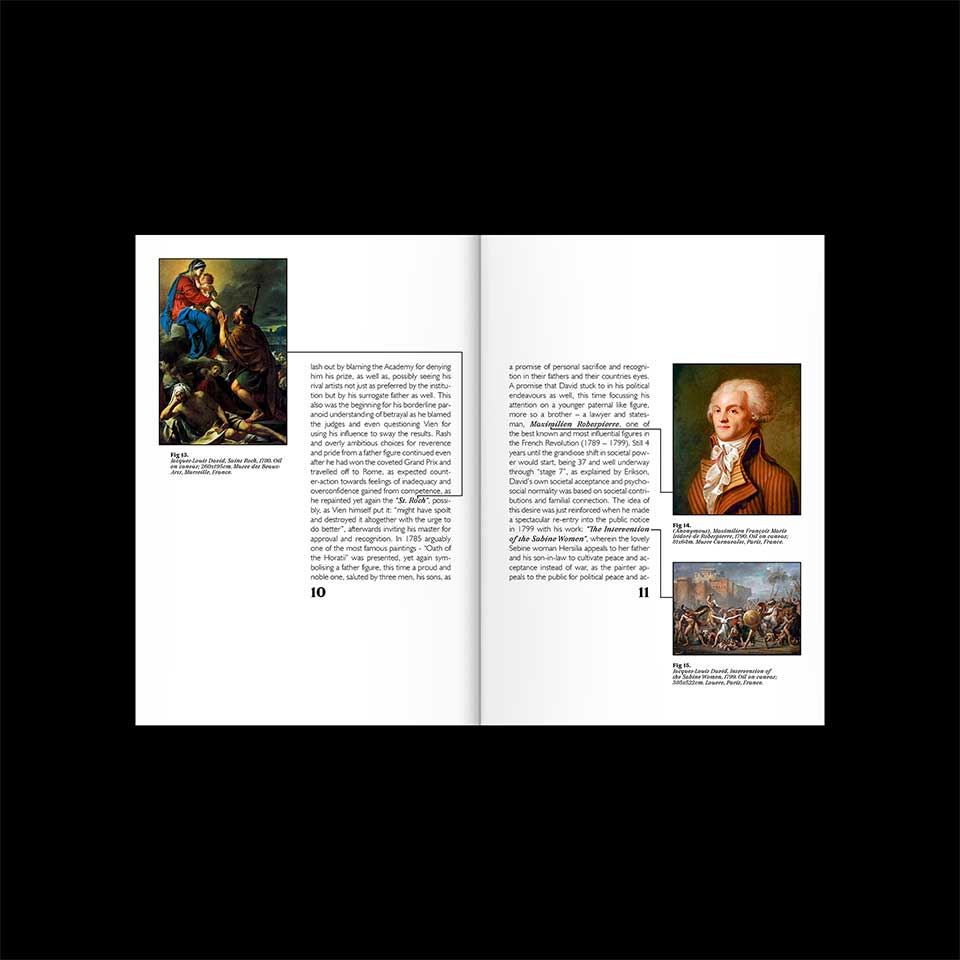 Fig 13.
Jacques-Louis David, Saint Roch, 1780. Oil
on canvas; 260x195cm. Musee des Beaux-
Arts, Marseille, France.
lash out by blaming the Academy for denying
him his prize, as well as, possibly seeing his
rival artists not just as preferred by the institu-
tion but by his surrogate father as well. This
also was the beginning for his borderline par-
anoid understanding of betrayal as he blamed
the judges and even questioning Vien for
using his influence to sway the results. Rash
and overly ambitious choices for reverence
and pride from a father figure continued even
after he had won the coveted Grand Prix and
travelled off to Rome, as expected count-
er-action towards feelings of inadequacy and
overconfidence gained from competence, as
he repainted yet again the "St. Roch", possi-
bly, as Vien himself put it: "might have spoilt
and destroyed it altogether with the urge to
do better", afterwards inviting his master for
approval and recognition. In 1785 arguably
one of the most famous paintings - "Oath of
the Horatii" was presented, yet again sym-
bolising a father figure, this time a proud and
noble one, saluted by three men, his sons, as
10
a promise of personal sacrifice and recogni-
tion in their fathers and their countries eyes.
A promise that David stuck to in his political
endeavours as well, this time focussing his
attention on a younger paternal like figure,
more so a brother – a lawyer and states-
man, Maximilien Robespierre, one of
the best known and most influential figures in
the French Revolution (1789 – 1799). Still 4
years until the grandiose shift in societal pow-
er would start, being 37 and well underway
through "stage 7", as explained by Erikson,
David's own societal acceptance and psycho-
social normality was based on societal contri-
butions and familial connection. The idea of
this desire was just reinforced when he made
a spectacular re-entry into the public notice
in 1799 with his work: "The Intervention
of the Sabine Women", wherein the lovely
Sebine woman Hersilia appeals to her father
and his son-in-law to cultivate peace and ac-
ceptance instead of war, as the painter ap-
peals to the public for political peace and ac-
11
Fig 14.
(Anonymous), Maximilien François Marie
Isidore de Robespierre, 1790. Oil on canvas;
81x64m. Musee Carnavalet, Paris, France.
Fig 15.
Jacques-Louis David, Intervention of
the Sabine Women, 1799. Oil on canvas;
385x522cm. Louvre, Paris, France.